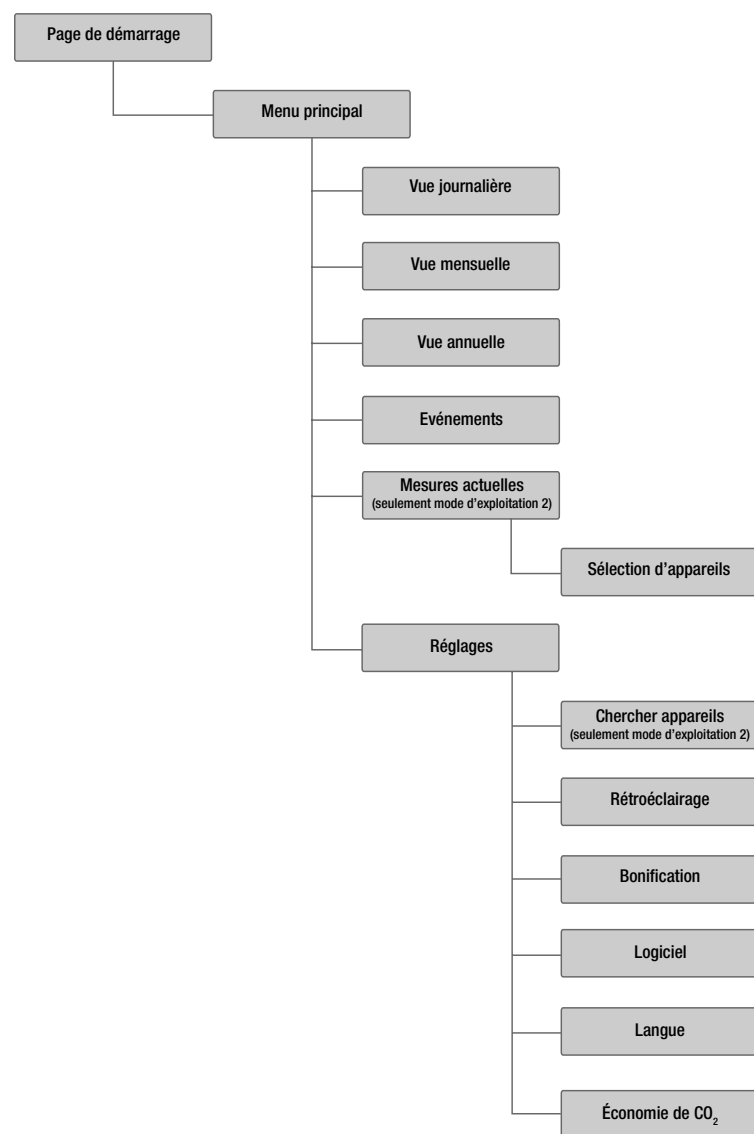 Page de démarrage
Menu principal
Vue journalière
Vue mensuelle
Vue annuelle
Evénements
Mesures actuelles
(seulement mode d’exploitation 2)
Sélection d’appareils
Réglages
Chercher appareils
(seulement mode d’exploitation 2)
Rétroéclairage
Bonification
Logiciel
Langue
Économie de CO₂